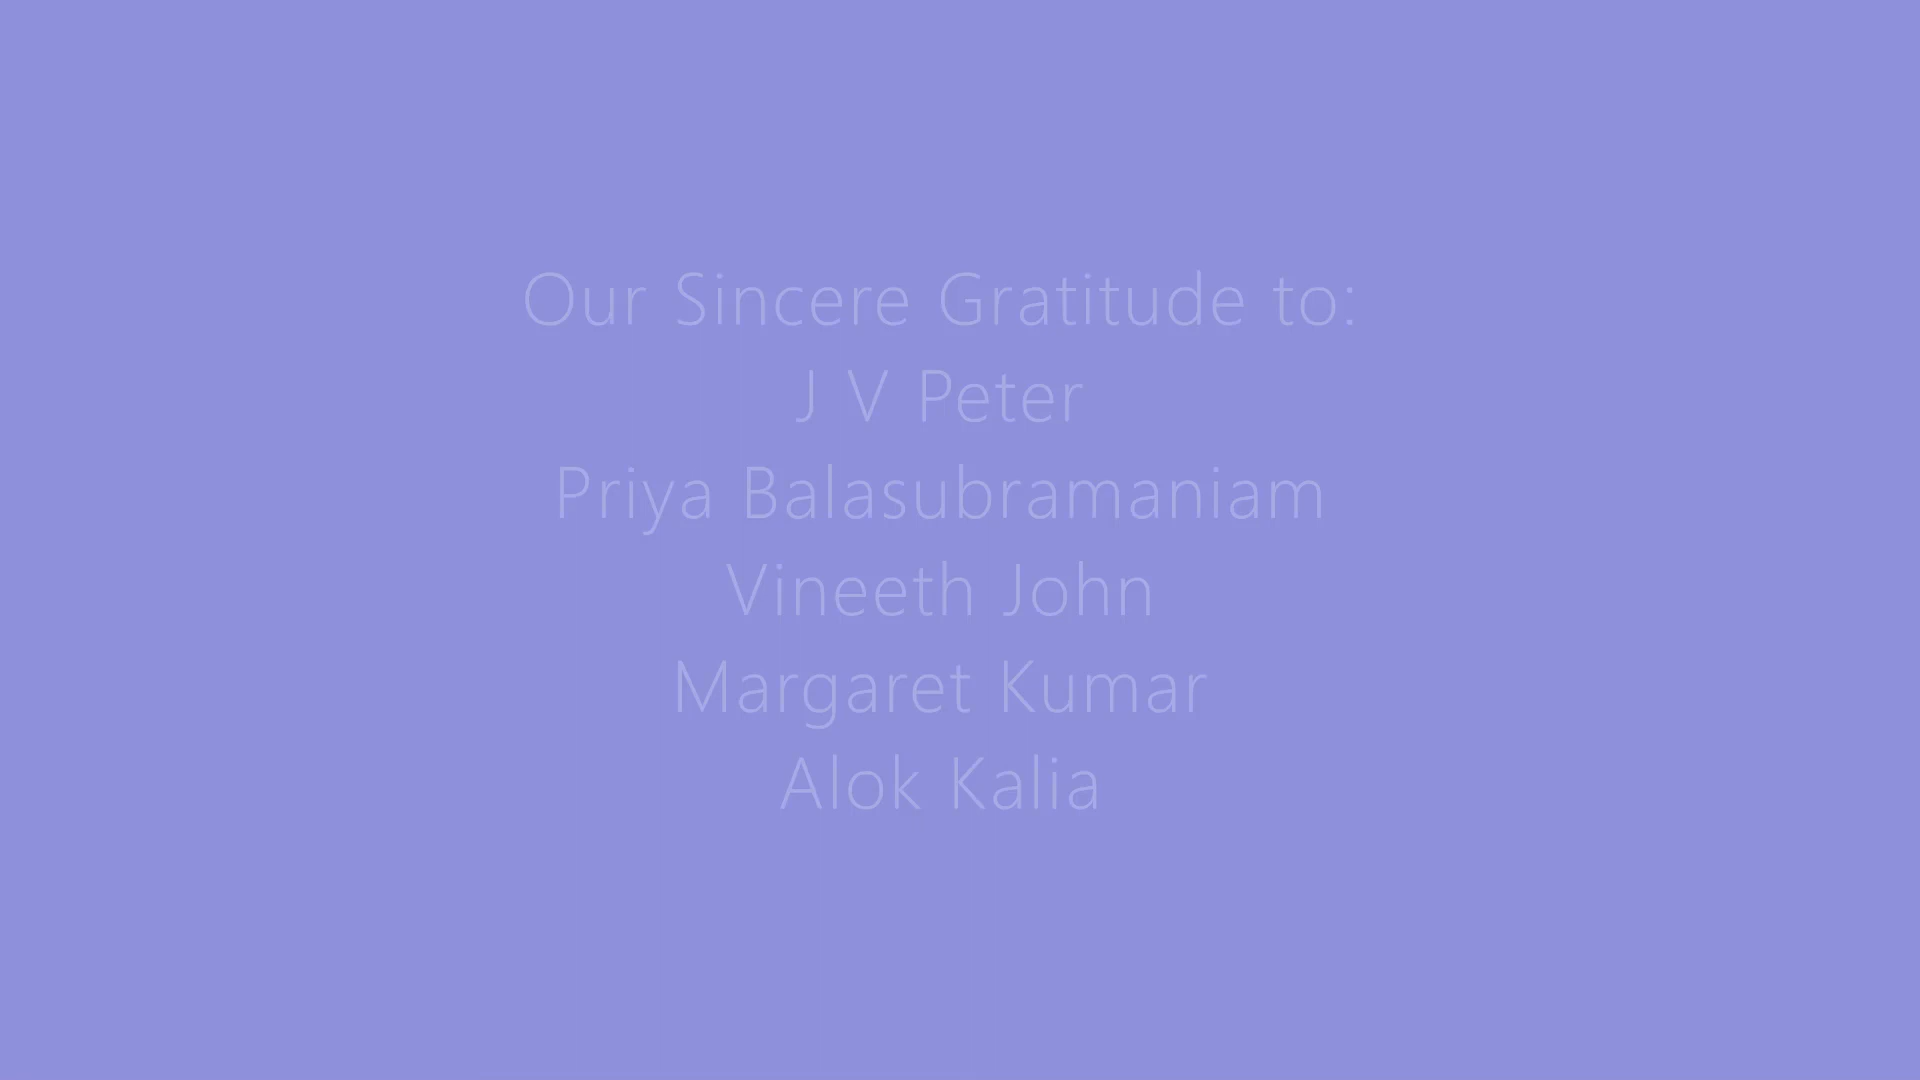 Our Sincere Gratitude to:
J V Peter
Priya Balasubramaniam
Vineeth John
Margaret Kumar
Alok Kalia